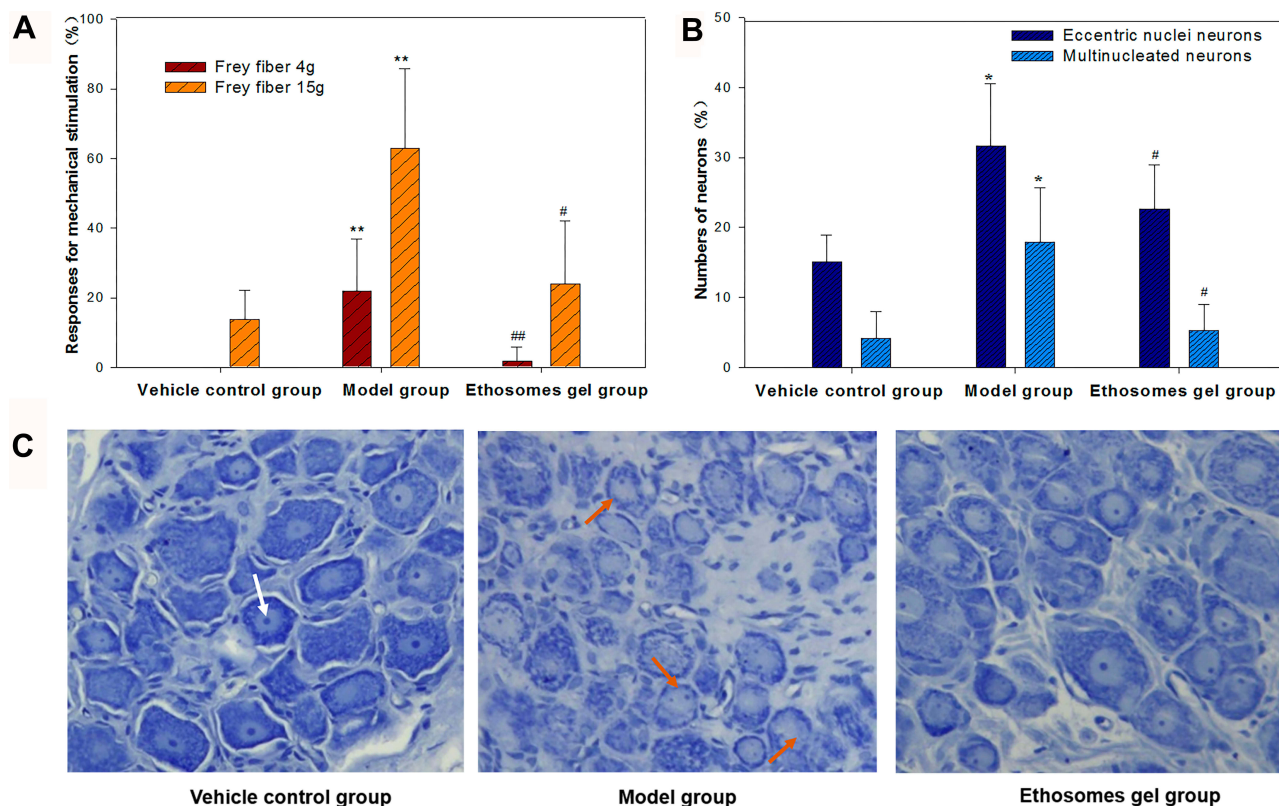 A
Responses for mechanical stimulation (%)
100
80
60
40
20
0
Frey fiber 4g
Frey fiber 15g
**
**
##
#
Vehicle control group
Model group
Ethosomes gel group
B
Numbers of neurons (%)
50
40
30
20
10
0
Eccentric nuclei neurons
Multinucleated neurons
*
*
#
#
Vehicle control group
Model group
Ethosomes gel group
C
Vehicle control group
Model group
Ethosomes gel group